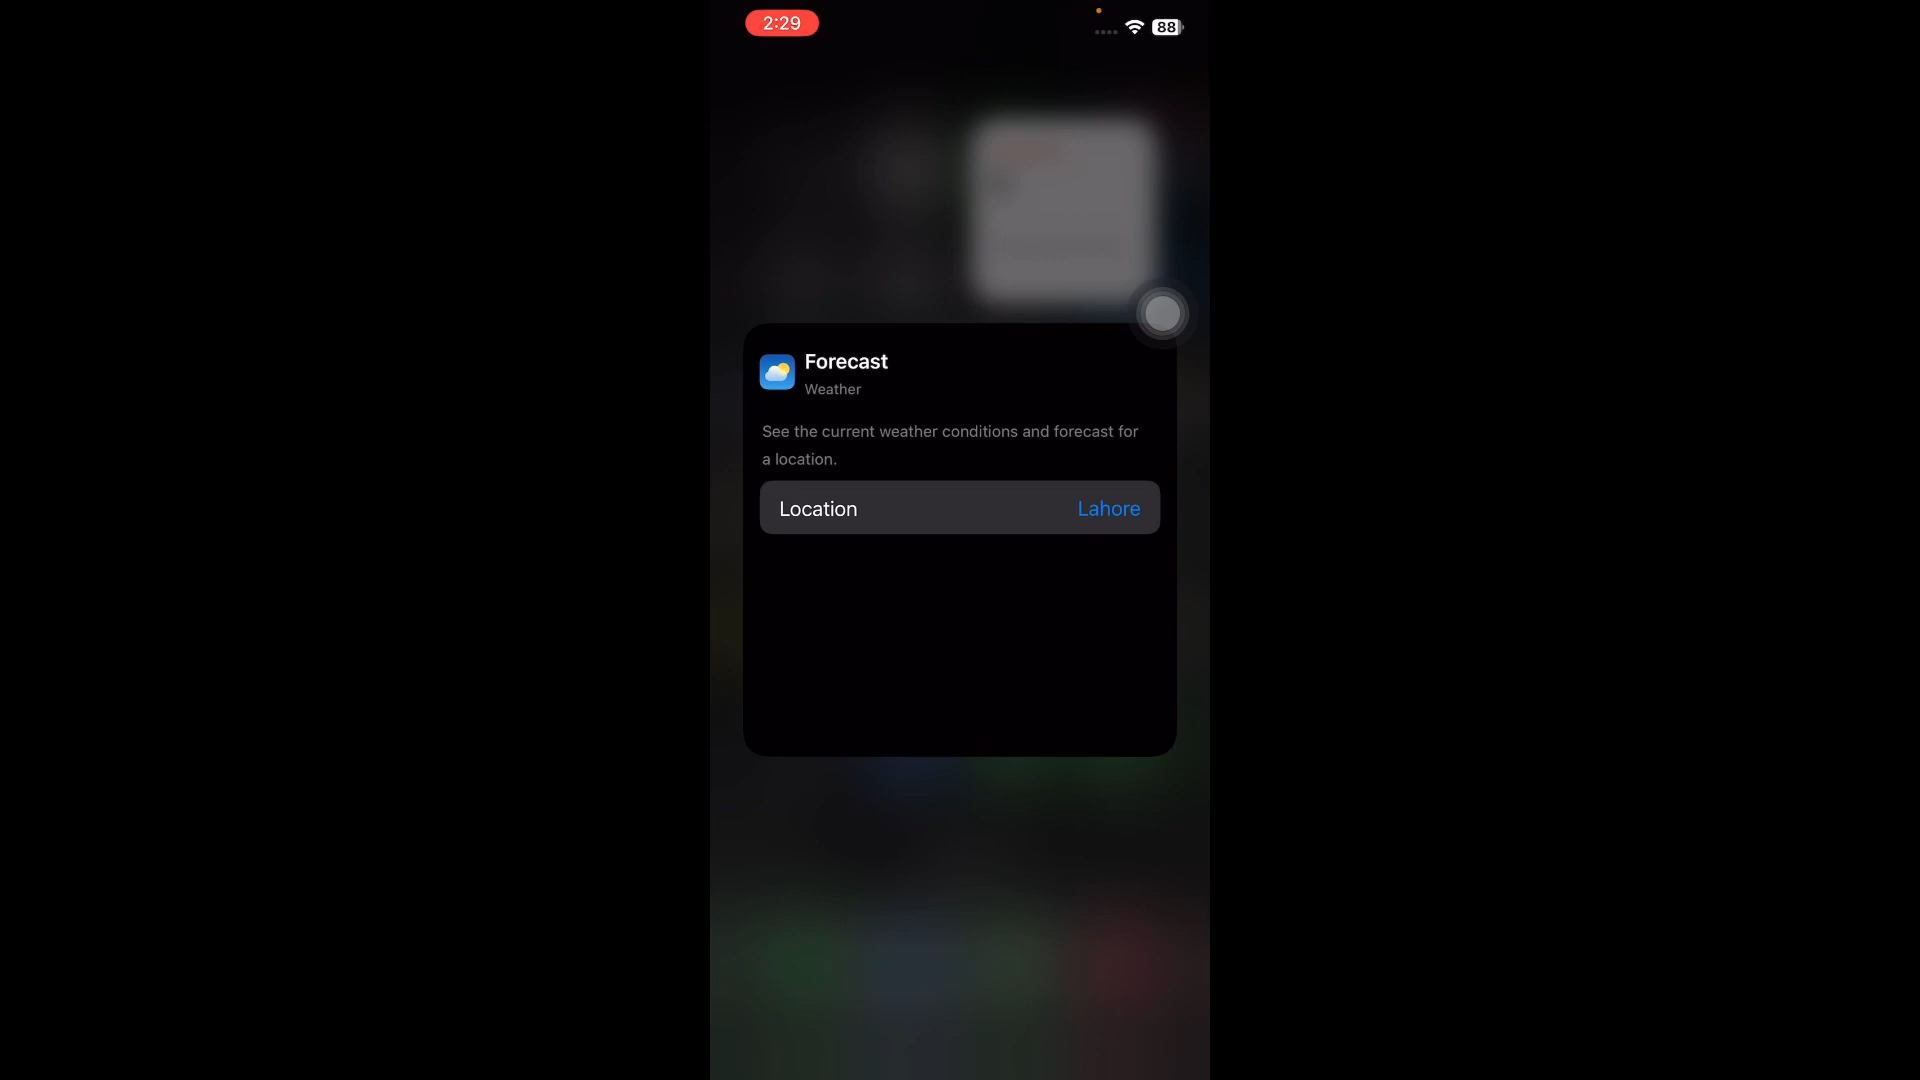 2:29
88
Forecast
Weather
See the current weather conditions and forecast for
a location.
Location Lahore